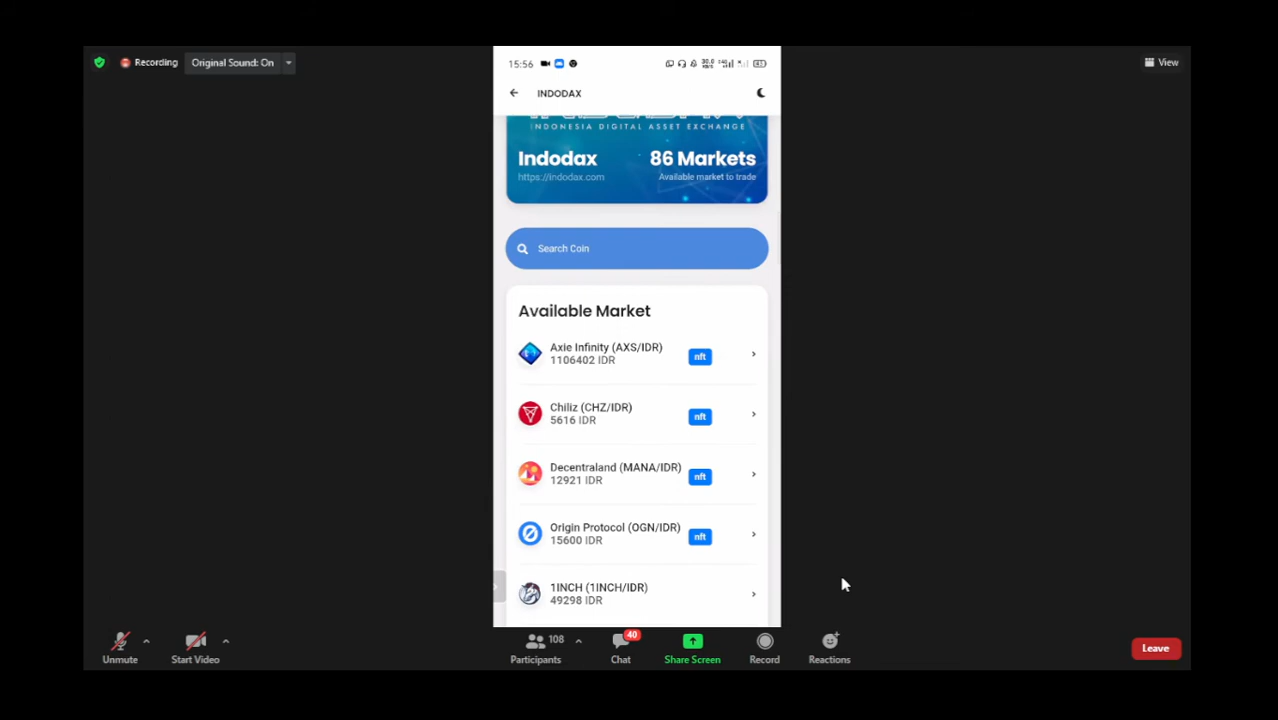 Recording
Original Sound: On
View
15:56
INDODAX
INDONESIA DIGITAL ASSET EXCHANGE
Indodax
86 Markets
https://indodax.com
Available market to trade
Search Coin
Available Market
Axie Infinity (AXS/IDR)
1106402 IDR
nft
Chiliz (CHZ/IDR)
5616 IDR
nft
Decentraland (MANA/IDR)
12921 IDR
nft
Origin Protocol (OGN/IDR)
15600 IDR
nft
1INCH (1INCH/IDR)
49298 IDR
Unmute
Start Video
108
Participants
40
Chat
Share Screen
Record
Reactions
Leave